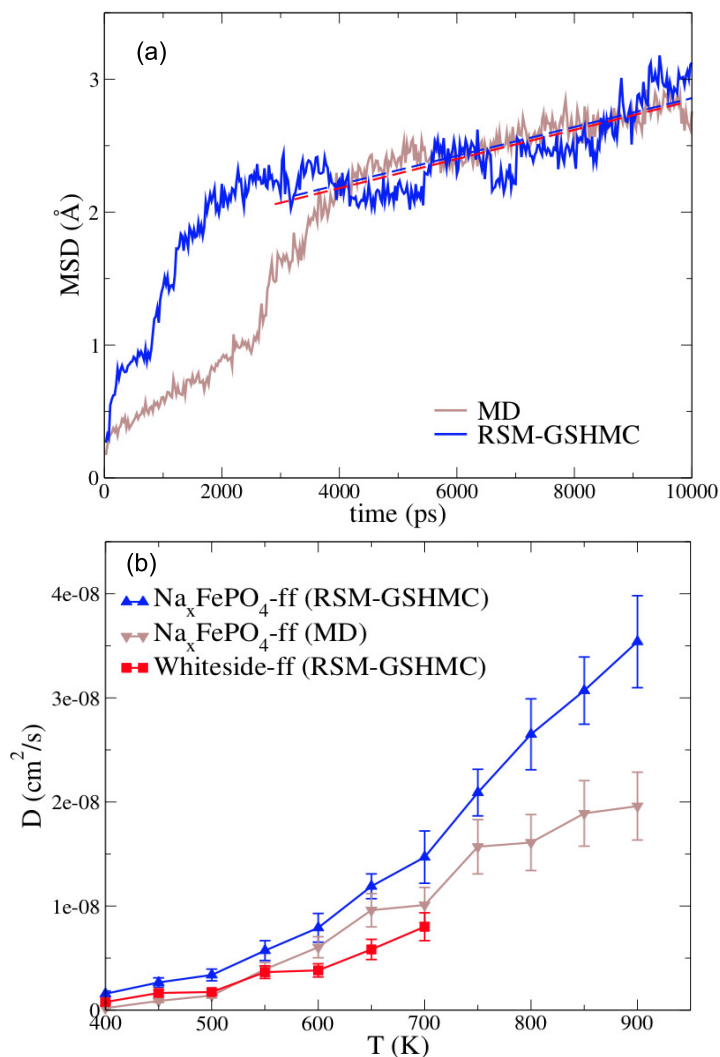 (a)
3
2
1
0
MSD (Å)
MD
RSM-GSHMC
0 2000 4000 6000 8000 10000
time (ps)
(b)
4e-08
3e-08
2e-08
1e-08
0
D (cm²/s)
NaₓFePO₄-ff (RSM-GSHMC)
NaₓFePO₄-ff (MD)
Whiteside-ff (RSM-GSHMC)
400 500 600 700 800 900
T (K)